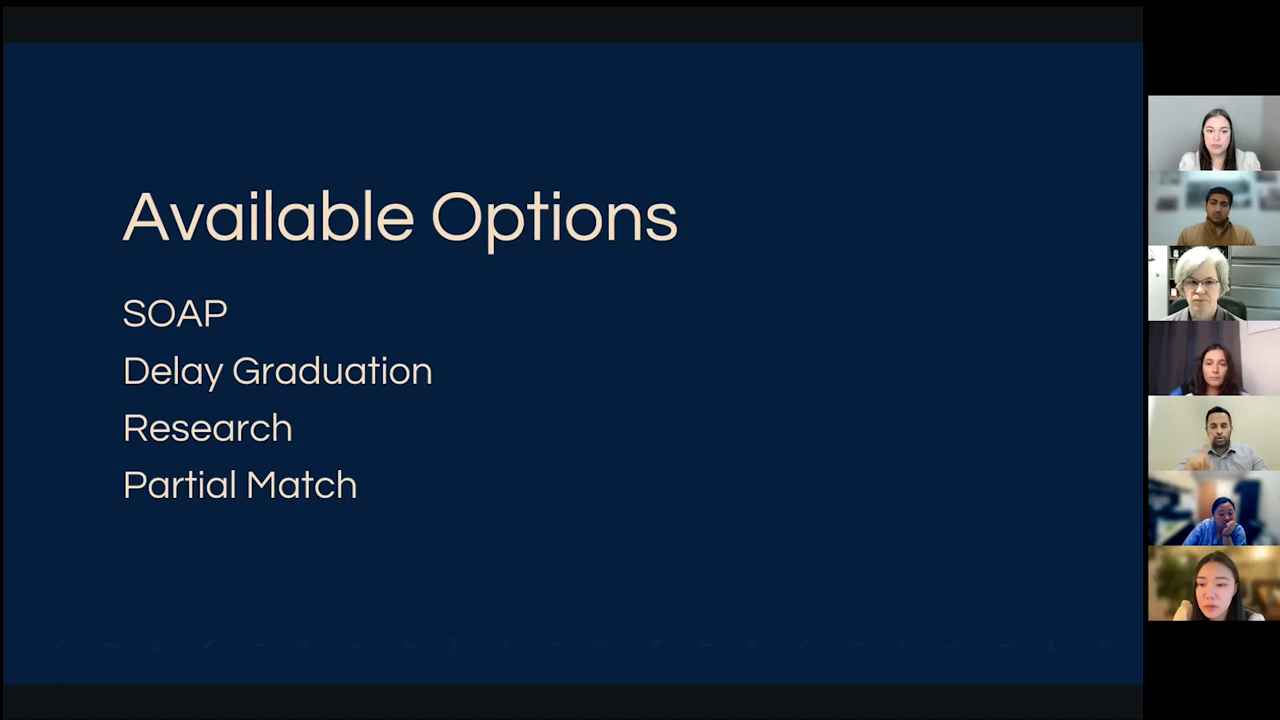 Available Options
SOAP
Delay Graduation
Research
Partial Match